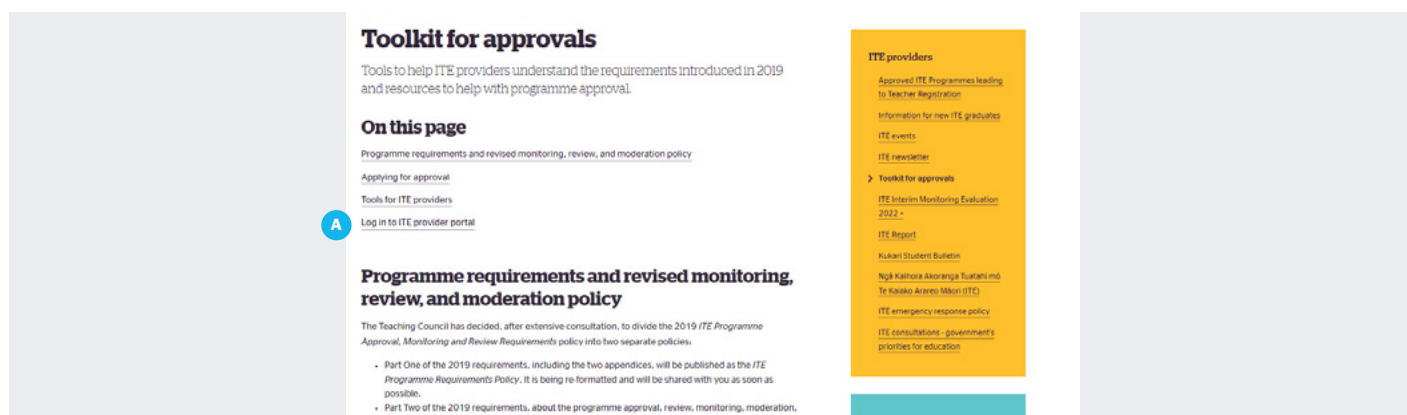 Toolkit for approvals
Tools to help ITE providers understand the requirements introduced in 2019
and resources to help with programme approval.
On this page
Programme requirements and revised monitoring, review, and moderation policy
Applying for approval
Tools for ITE providers
A
Log in to ITE provider portal
Programme requirements and revised monitoring,
review, and moderation policy
The Teaching Council has decided, after extensive consultation, to divide the 2019 ITE Programme
Approval, Monitoring and Review Requirements policy into two separate policies:
• Part One of the 2019 requirements, including the two appendices, will be published as the ITE
Programme Requirements Policy. It is being re-formatted and will be shared with you as soon as
possible.
• Part Two of the 2019 requirements, about the programme approval, review, monitoring, moderation,
ITE providers
Approved ITE Programmes leading
to Teacher Registration
Information for new ITE graduates
ITE events
ITE newsletter
Toolkit for approvals
ITE Interim Monitoring Evaluation
2022 -
ITE Report
Kukari Student Bulletin
Ngā Kaihora Akoranga Tuatahi mō
Te Kaiako Arareo Māori (ITE)
ITE emergency response policy
ITE consultations - government's
priorities for education